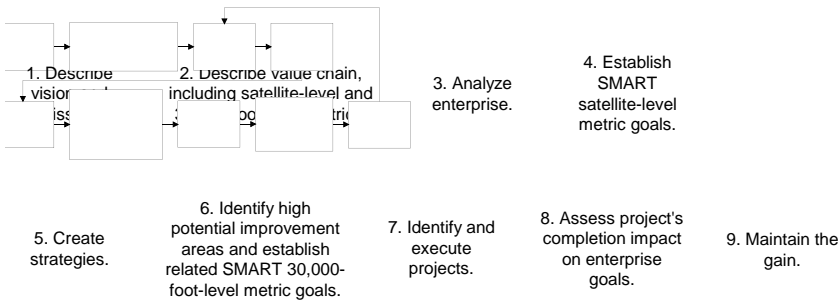 1. Describe
2. Describe value chain,
including satellite-level and
3. Analyze
enterprise.
4. Establish
SMART
satellite-level
metric goals.
5. Create
strategies.
6. Identify high
potential improvement
areas and establish
related SMART 30,000-
foot-level metric goals.
7. Identify and
execute
projects.
8. Assess project's
completion impact
on enterprise
goals.
9. Maintain the
gain.